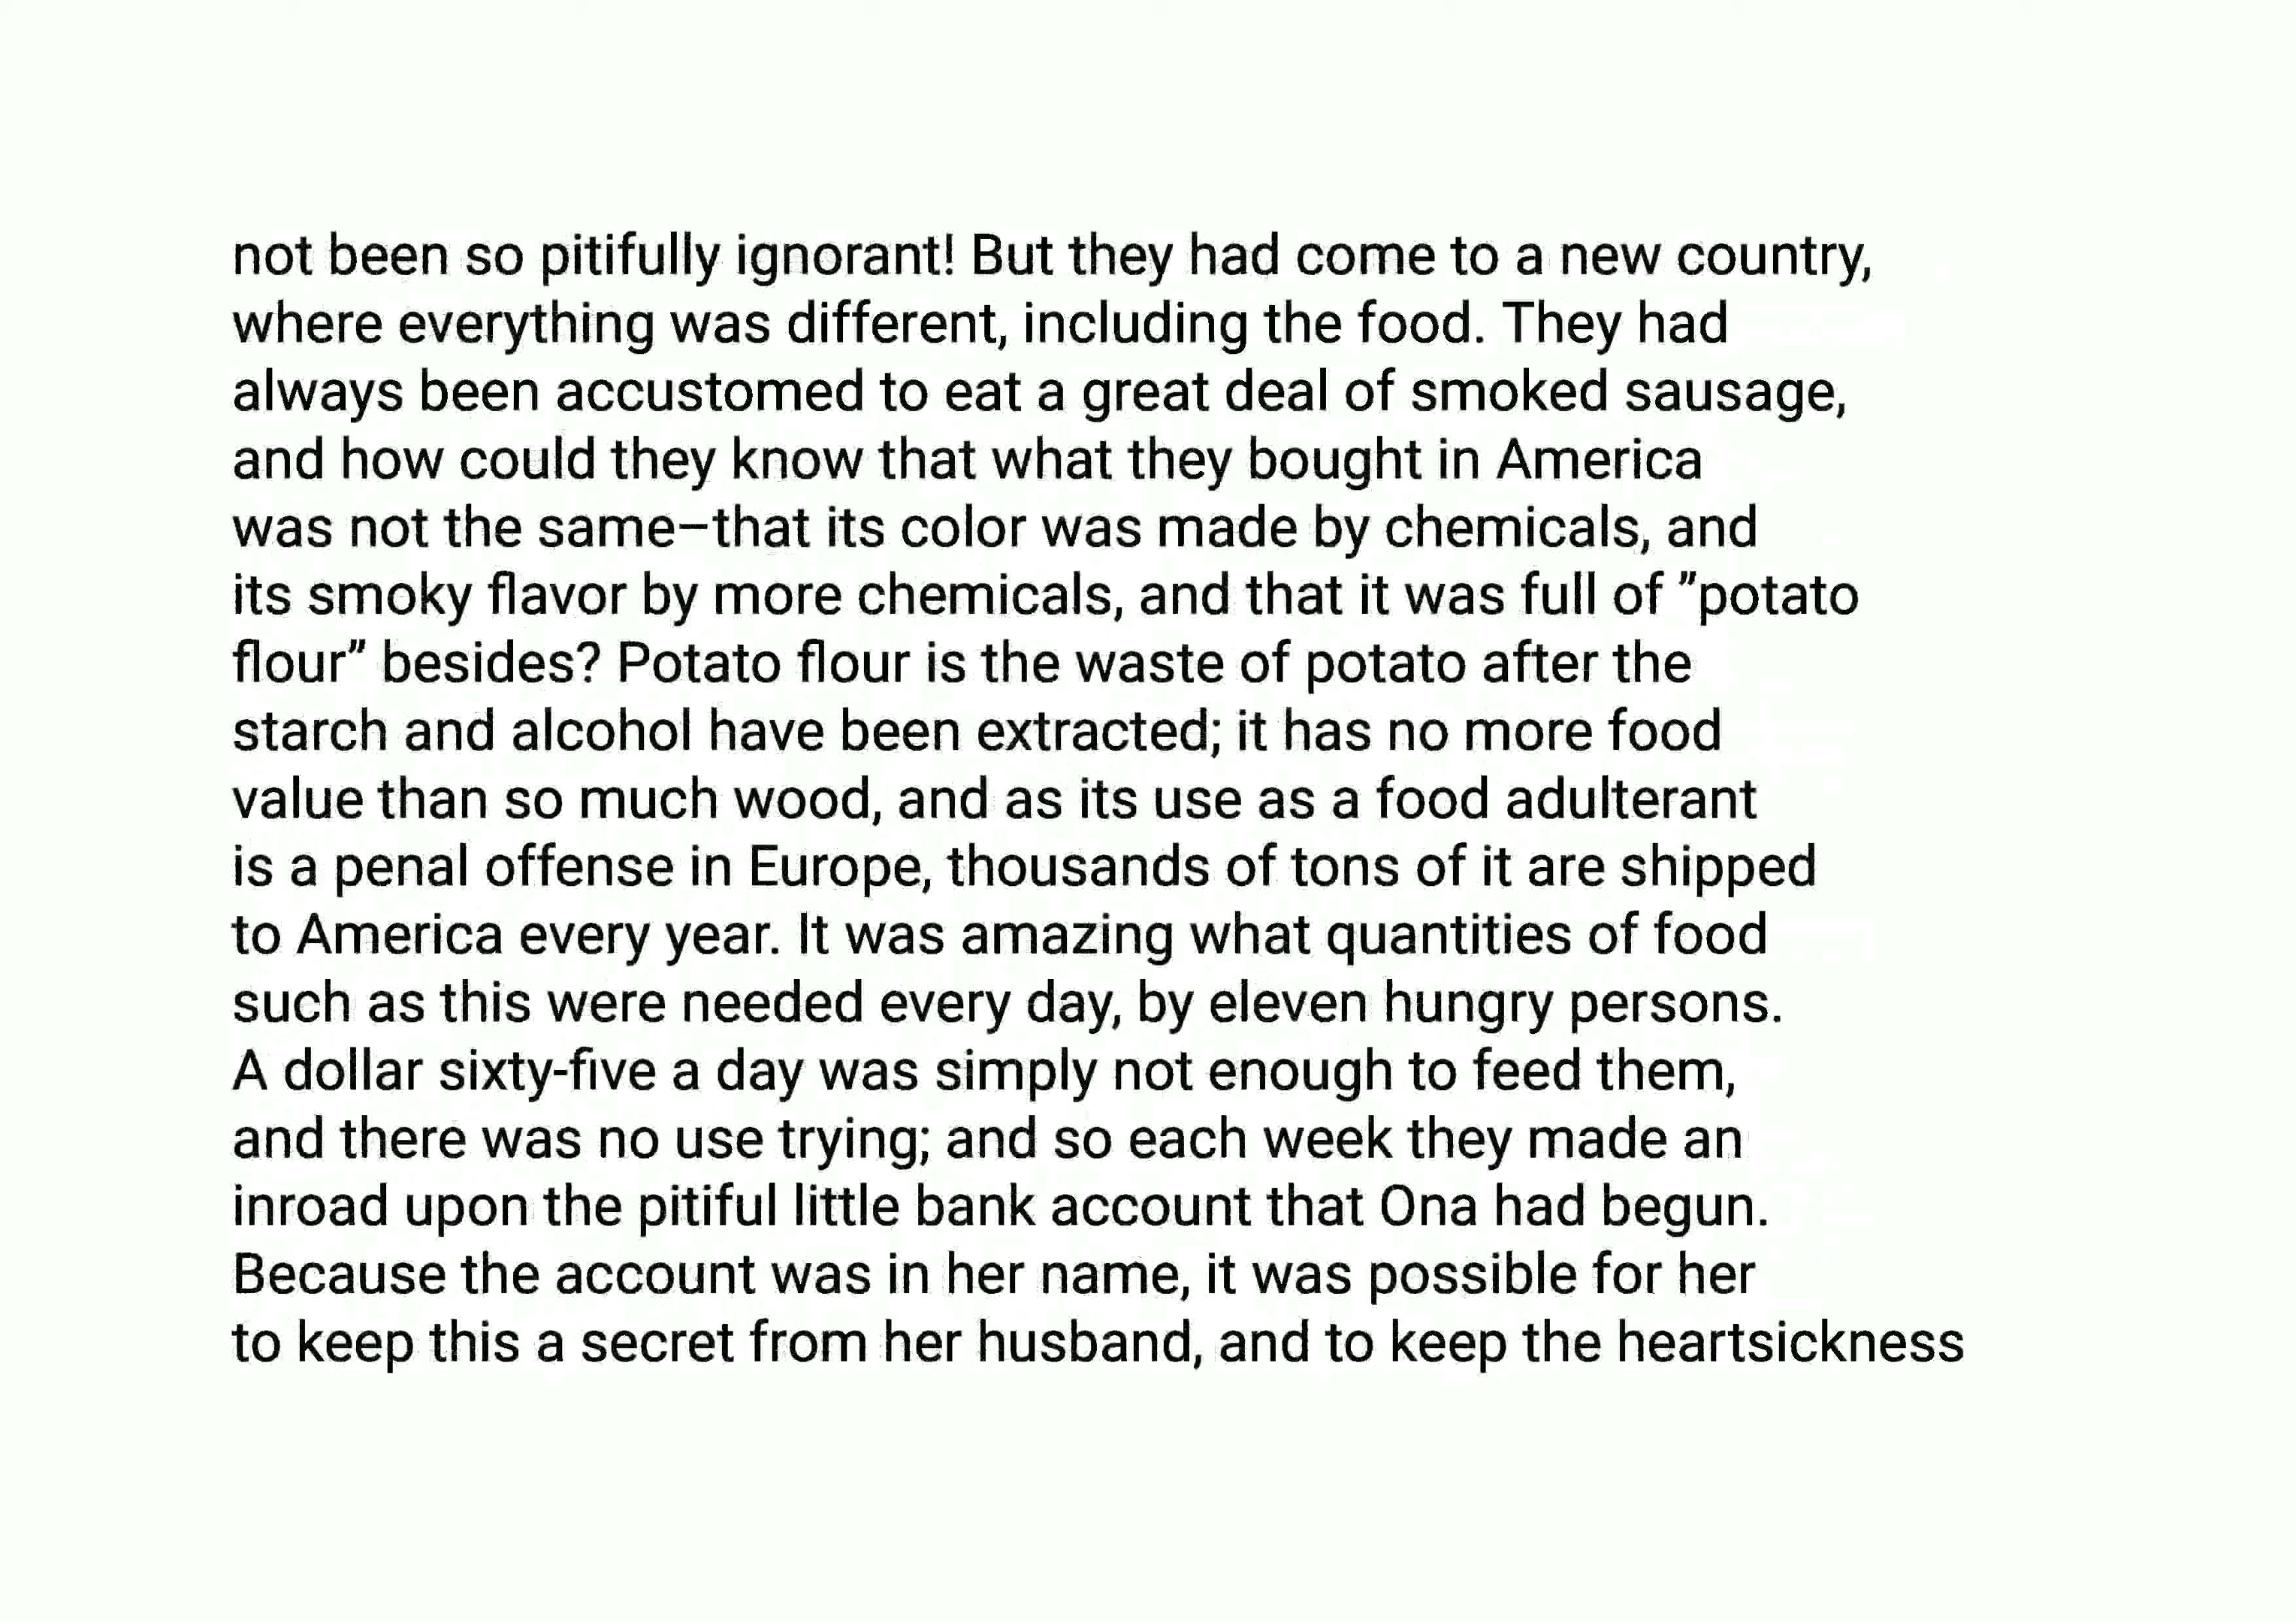 not been so pitifully ignorant! But they had come to a new country,
where everything was different, including the food. They had
always been accustomed to eat a great deal of smoked sausage,
and how could they know that what they bought in America
was not the same–that its color was made by chemicals, and
its smoky flavor by more chemicals, and that it was full of "potato
flour" besides? Potato flour is the waste of potato after the
starch and alcohol have been extracted; it has no more food
value than so much wood, and as its use as a food adulterant
is a penal offense in Europe, thousands of tons of it are shipped
to America every year. It was amazing what quantities of food
such as this were needed every day, by eleven hungry persons.
A dollar sixty-five a day was simply not enough to feed them,
and there was no use trying; and so each week they made an
inroad upon the pitiful little bank account that Ona had begun.
Because the account was in her name, it was possible for her
to keep this a secret from her husband, and to keep the heartsickness